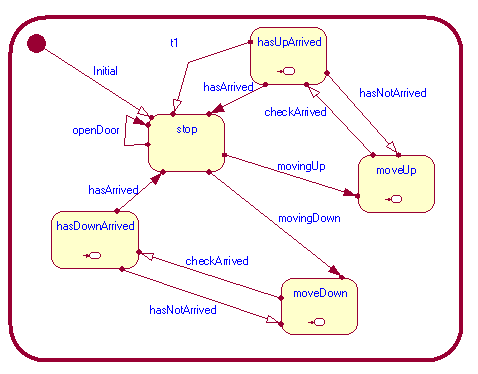 t1
hasUpArrived
Initial
hasArrived
hasNotArrived
checkArrived
openDoor
stop
movingUp
moveUp
hasArrived
movingDown
hasDownArrived
checkArrived
moveDown
hasNotArrived